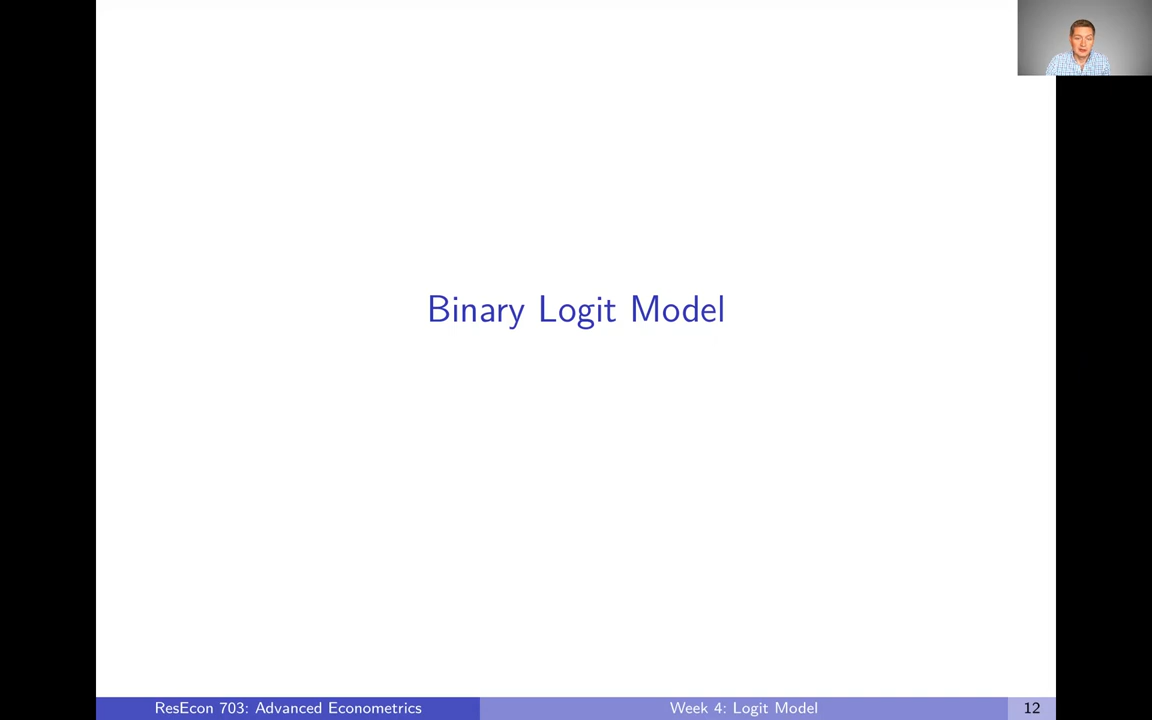 Binary Logit Model
ResEcon 703: Advanced Econometrics
Week 4: Logit Model
12